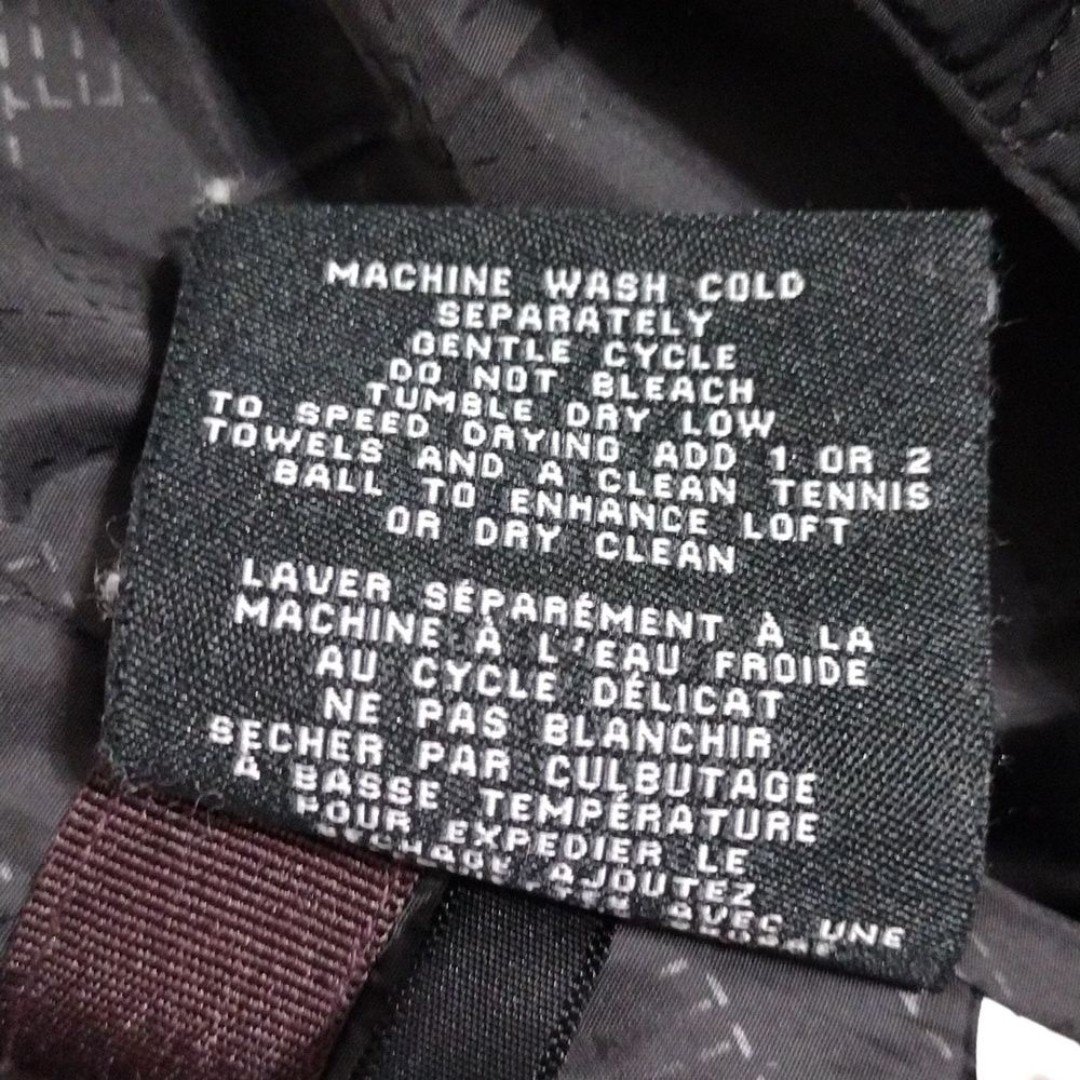 MACHINE WASH COLD
SEPARATELY
GENTLE CYCLE
DO NOT BLEACH
TUMBLE DRY LOW
TO SPEED DRYING ADD 1 OR 2
TOWELS AND A CLEAN TENNIS
BALL TO ENHANCE LOFT
OR DRY CLEAN
LAVER SÉPARÉMENT À LA
MACHINE À L'EAU FROIDE
AU CYCLE DÉLICAT
NE PAS BLANCHIR
SECHER PAR CULBUTAGE
À BASSE TEMPÉRATURE
POUR EXPEDIER LE
AJOUTEZ
AVEC UNE